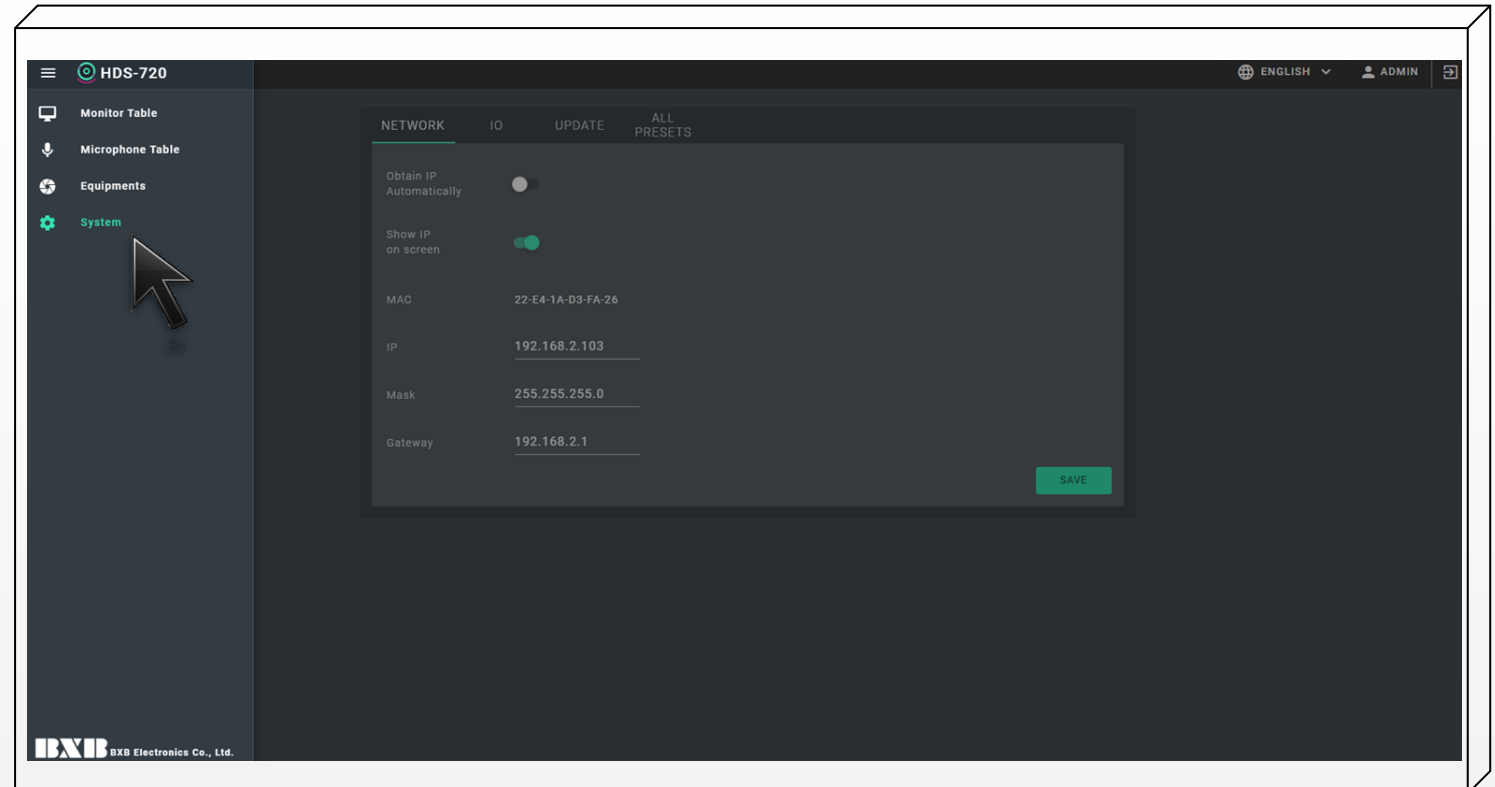 HDS-720
ENGLISH
ADMIN
Monitor Table
Microphone Table
Equipments
System
NETWORK
IO
UPDATE
ALL
PRESETS
Obtain IP
Automatically
Show IP
on screen
MAC 22-E4-1A-D3-FA-26
IP 192.168.2.103
Mask 255.255.255.0
Gateway 192.168.2.1
SAVE
BXB BXB Electronics Co., Ltd.